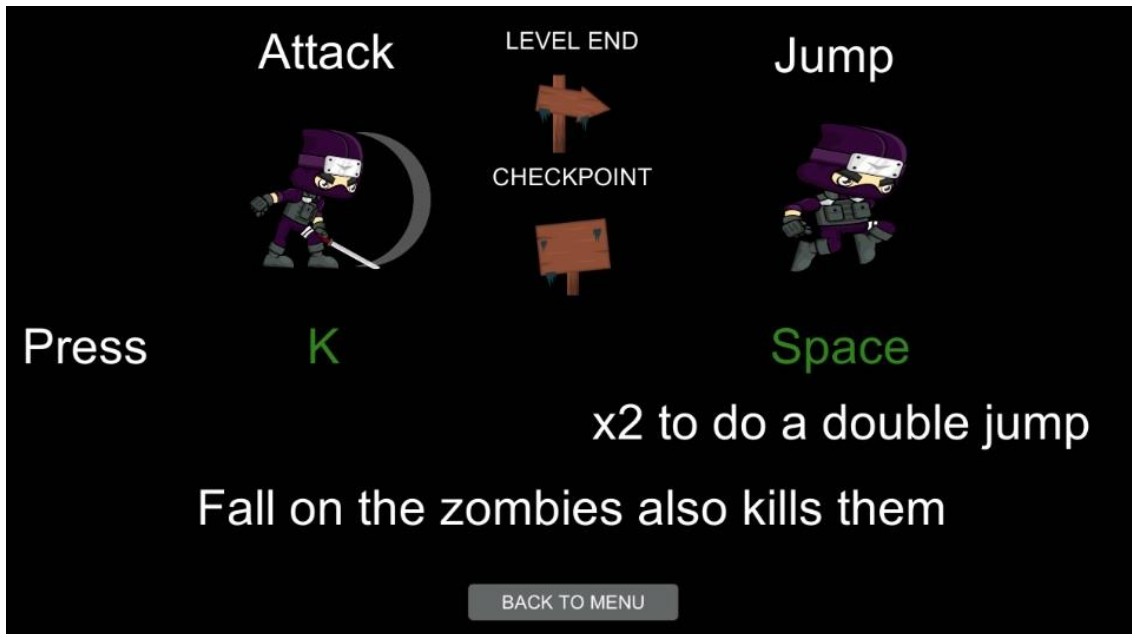 Attack
LEVEL END
Jump
CHECKPOINT
Press K Space
x2 to do a double jump
Fall on the zombies also kills them
BACK TO MENU